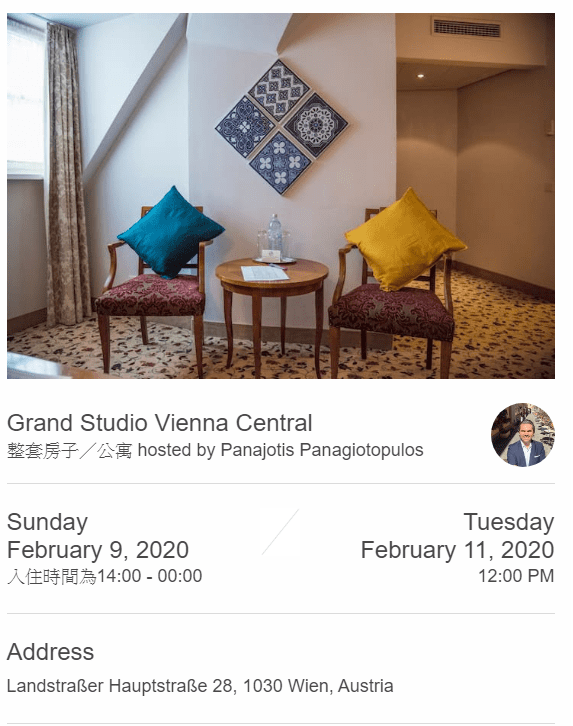 Grand Studio Vienna Central
整套房子／公寓 hosted by Panajotis Panagiotopulos
Sunday
February 9, 2020
入住時間為14:00 - 00:00
Tuesday
February 11, 2020
12:00 PM
Address
Landstraßer Hauptstraße 28, 1030 Wien, Austria